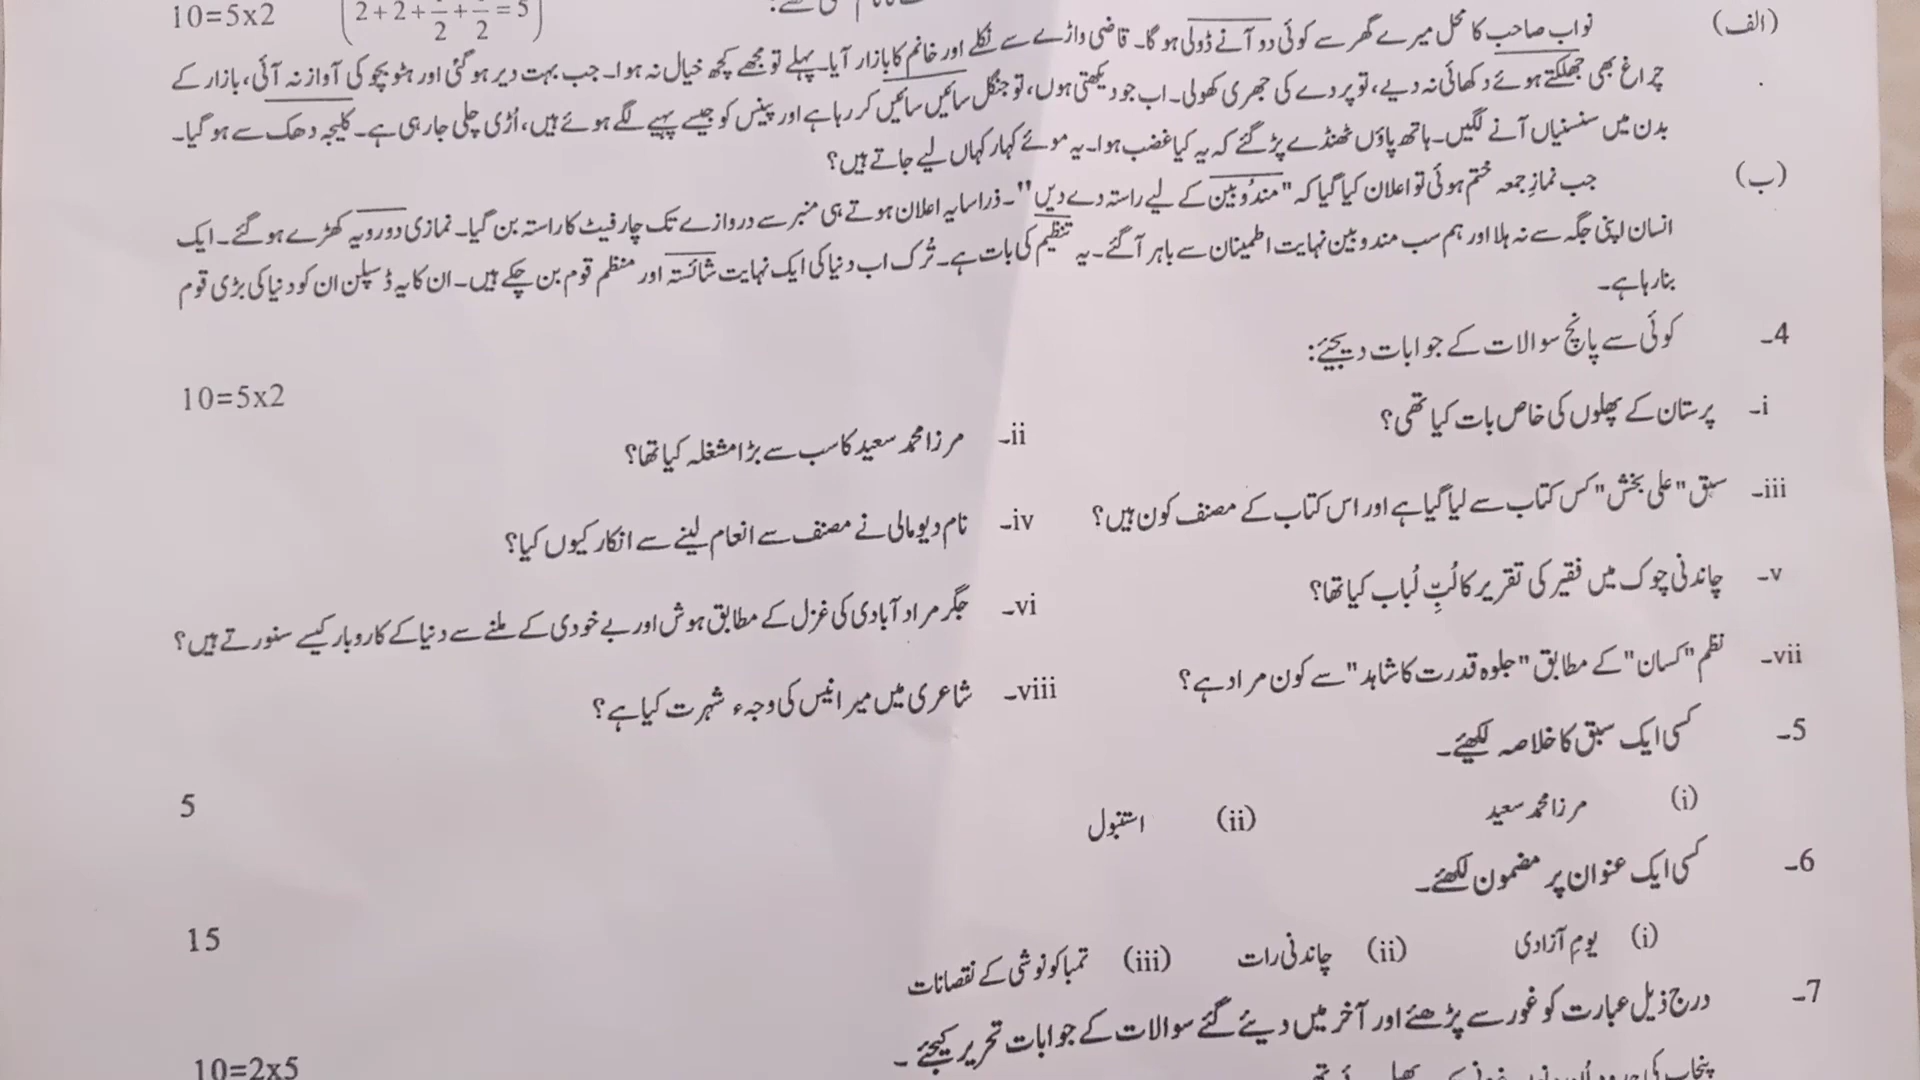 10=5x2 (2+2+1/2+1/2=5)
(الف) نواب صاحب کا محل میرے گھر سے کوئی دو آنے ڈولی ہو گا۔ قاضی واڑے سے نکلے اور خانم کا بازار آیا۔ پہلے تو مجھے کچھ خیال نہ ہوا۔ جب بہت دیر ہو گئی اور ہٹو بچو کی آواز نہ آئی، بازار کے
چراغ بھی جھلکتے ہوئے دکھائی نہ دیے، تو پردے کی جھری کھولی۔ اب جو دیکھتی ہوں، تو جنگل سائیں سائیں کر رہا ہے اور پینس کو جیسے پہیے لگے ہوئے ہیں، اُڑی چلی جا رہی ہے۔ کلیجہ دھک سے ہو گیا۔
بدن میں سنسنیاں آنے لگیں۔ ہاتھ پاؤں ٹھنڈے پڑ گئے کہ یہ کیا غضب ہوا۔ یہ موئے کہار کہاں لیے جاتے ہیں؟
(ب) جب نمازِ جمعہ ختم ہوئی تو اعلان کیا گیا کہ "مندُوبین کے لیے راستہ دے دیں"۔ ذرا سا یہ اعلان ہوتے ہی منبر سے دروازے تک چار فیٹ کا راستہ بن گیا۔ نمازی دورویہ کھڑے ہو گئے۔ ایک
انسان اپنی جگہ سے نہ ہلا اور ہم سب مندوبین نہایت اطمینان سے باہر آ گئے۔ یہ تنظیم کی بات ہے۔ تُرک اب دنیا کی ایک نہایت شائستہ اور منظم قوم بن چکے ہیں۔ ان کا یہ ڈسپلن ان کو دنیا کی بڑی قوم
بنا رہا ہے۔
4۔ کوئی سے پانچ سوالات کے جوابات دیجیئے:
10=5x2
i۔ پرستان کے پھلوں کی خاص بات کیا تھی؟
ii۔ مرزا محمد سعید کا سب سے بڑا مشغلہ کیا تھا؟
iii۔ سبق "علی بخش" کس کتاب سے لیا گیا ہے اور اس کتاب کے مصنف کون ہیں؟
iv۔ نام دیو مالی نے مصنف سے انعام لینے سے انکار کیوں کیا؟
v۔ چاندنی چوک میں فقیر کی تقریر کا لُبِّ لُباب کیا تھا؟
vi۔ جگر مراد آبادی کی غزل کے مطابق ہوش اور بے خودی کے ملنے سے دنیا کے کاروبار کیسے سنورتے ہیں؟
vii۔ نظم "کسان" کے مطابق "جلوہ قدرت کا شاہد" سے کون مراد ہے؟
viii۔ شاعری میں میر انیس کی وجہء شہرت کیا ہے؟
5۔ کسی ایک سبق کا خلاصہ لکھیئے۔
5
(i) مرزا محمد سعید (ii) استنبول
6۔ کسی ایک عنوان پر مضمون لکھئے۔
15
(i) یومِ آزادی (ii) چاندنی رات (iii) تمباکو نوشی کے نقصانات
7۔ درج ذیل عبارت کو غور سے پڑھئے اور آخر میں دیئے گئے سوالات کے جوابات تحریر کیجئے۔
10=2x5